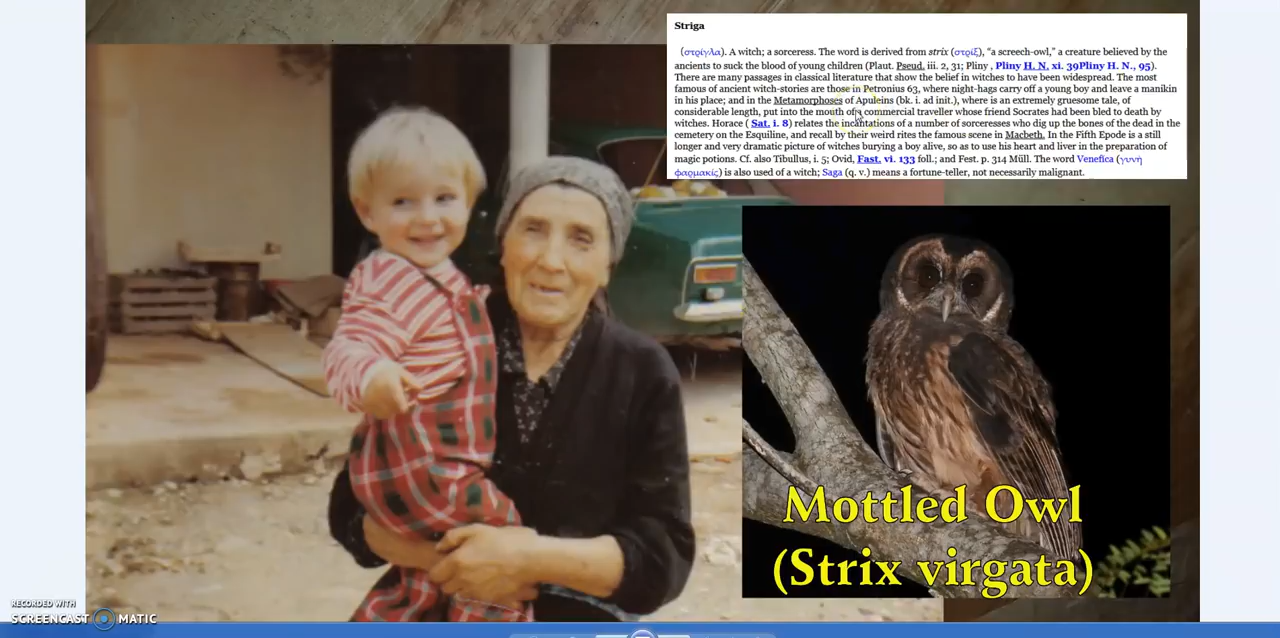 Striga
(στρίγλα). A witch; a sorceress. The word is derived from strix (στρίξ), “a screech-owl,” a creature believed by the
ancients to suck the blood of young children (Plaut. Pseud. iii. 2, 31; Pliny , Pliny H. N. xi. 39Pliny H. N., 95).
There are many passages in classical literature that show the belief in witches to have been widespread. The most
famous of ancient witch-stories are those in Petronius 63, where night-hags carry off a young boy and leave a manikin
in his place; and in the Metamorphoses of Apuleius (bk. i. ad init.), where is an extremely gruesome tale, of
considerable length, put into the mouth of a commercial traveller whose friend Socrates had been bled to death by
witches. Horace ( Sat. i. 8) relates the incantations of a number of sorceresses who dig up the bones of the dead in the
cemetery on the Esquiline, and recall by their weird rites the famous scene in Macbeth. In the Fifth Epode is a still
longer and very dramatic picture of witches burying a boy alive, so as to use his heart and liver in the preparation of
magic potions. Cf. also Tibullus, i. 5; Ovid, Fast. vi. 133 foll.; and Fest. p. 314 Müll. The word Venefica (γυνὴ
φαρμακίς) is also used of a witch; Saga (q. v.) means a fortune-teller, not necessarily malignant.
Mottled Owl
(Strix virgata)
RECORDED WITH
SCREENCAST MATIC